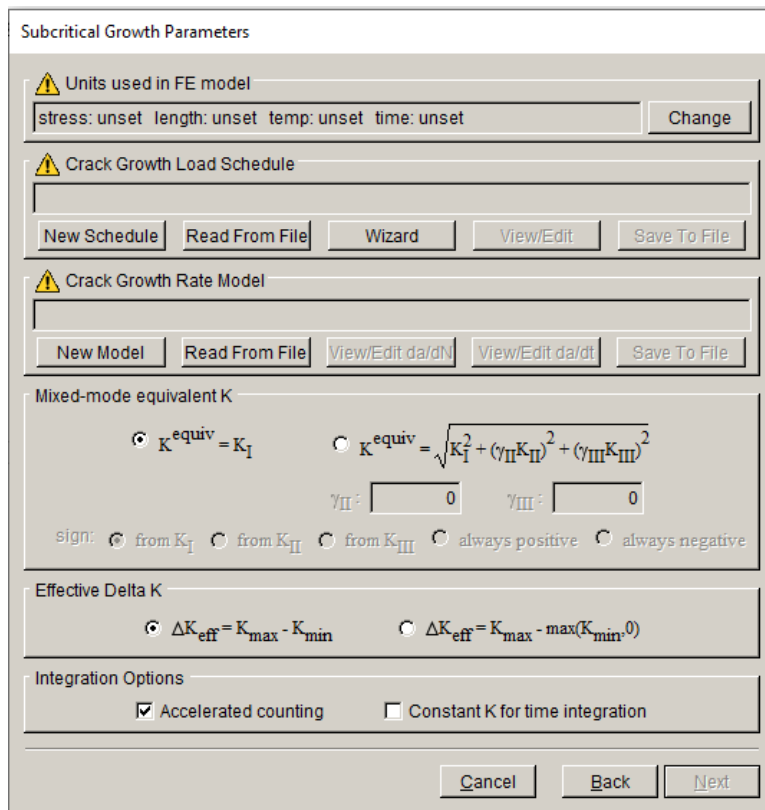 Subcritical Growth Parameters
Units used in FE model
stress: unset length: unset temp: unset time: unset
Change
Crack Growth Load Schedule
New Schedule Read From File Wizard View/Edit Save To File
Crack Growth Rate Model
New Model Read From File View/Edit da/dN View/Edit da/dt Save To File
Mixed-mode equivalent K
K^equiv = K_I K^equiv = √(K_I^2 + (γ_II K_II)^2 + (γ_III K_III)^2)
γ_II : 0 γ_III : 0
sign: from K_I from K_II from K_III always positive always negative
Effective Delta K
ΔK_eff = K_max - K_min ΔK_eff = K_max - max(K_min,0)
Integration Options
Accelerated counting Constant K for time integration
Cancel Back Next